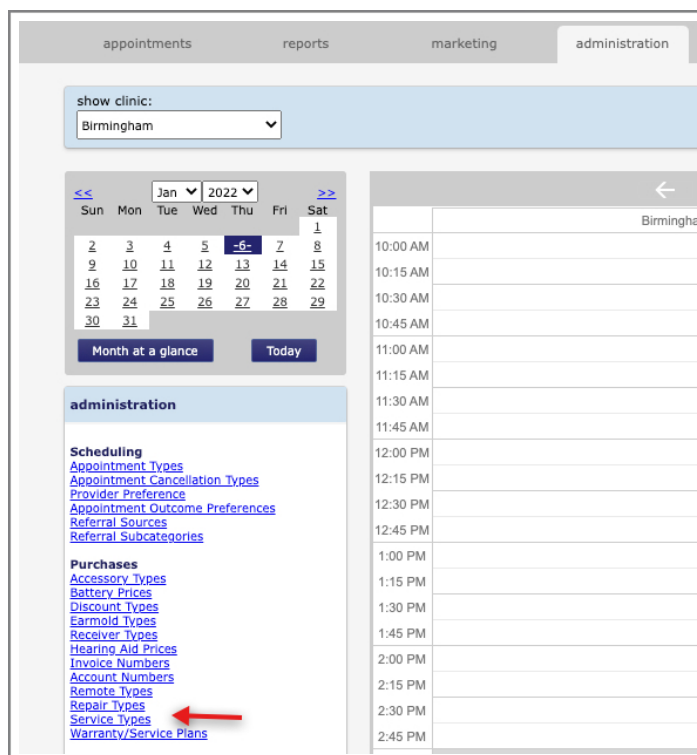 appointments reports marketing administration
show clinic:
Birmingham
<< Jan 2022 >>
Sun Mon Tue Wed Thu Fri Sat
1
2 3 4 5 -6- 7 8
9 10 11 12 13 14 15
16 17 18 19 20 21 22
23 24 25 26 27 28 29
30 31
Month at a glance Today
administration
Scheduling
Appointment Types
Appointment Cancellation Types
Provider Preference
Appointment Outcome Preferences
Referral Sources
Referral Subcategories
Purchases
Accessory Types
Battery Prices
Discount Types
Earmold Types
Receiver Types
Hearing Aid Prices
Invoice Numbers
Account Numbers
Remote Types
Repair Types
Service Types
Warranty/Service Plans
Birmingha
10:00 AM
10:15 AM
10:30 AM
10:45 AM
11:00 AM
11:15 AM
11:30 AM
11:45 AM
12:00 PM
12:15 PM
12:30 PM
12:45 PM
1:00 PM
1:15 PM
1:30 PM
1:45 PM
2:00 PM
2:15 PM
2:30 PM
2:45 PM